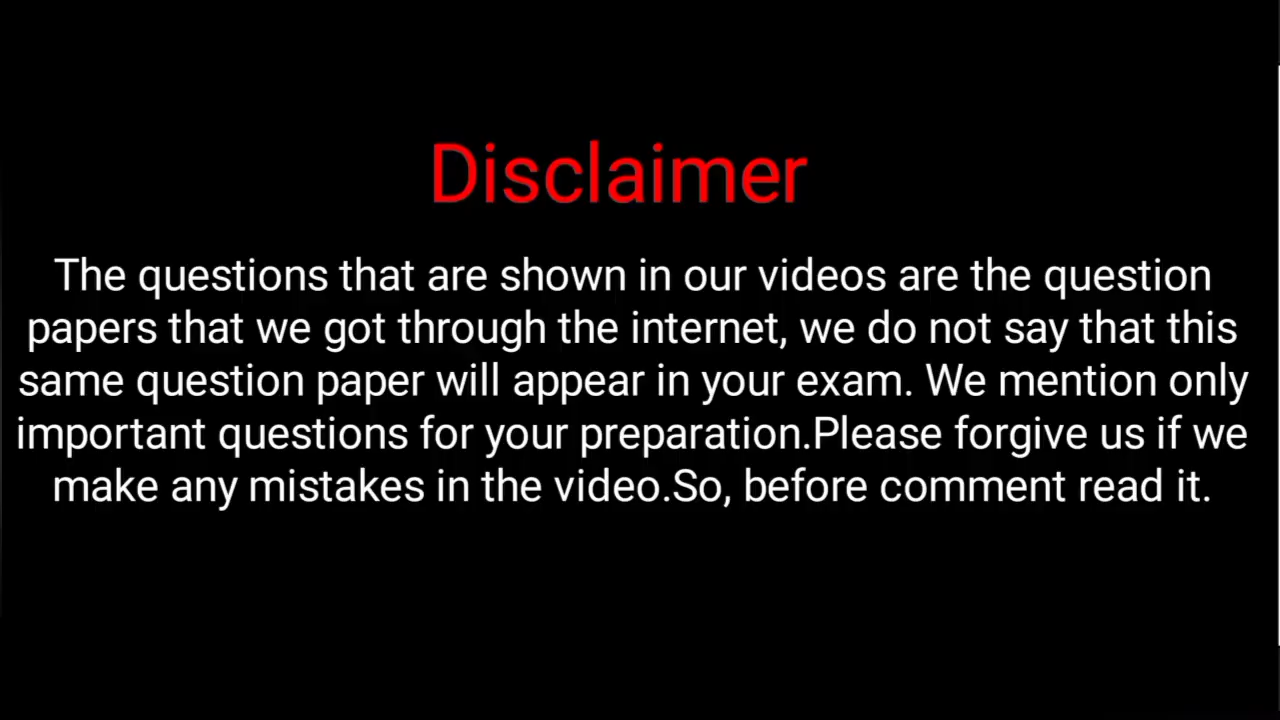 Disclaimer
The questions that are shown in our videos are the question
papers that we got through the internet, we do not say that this
same question paper will appear in your exam. We mention only
important questions for your preparation.Please forgive us if we
make any mistakes in the video.So, before comment read it.